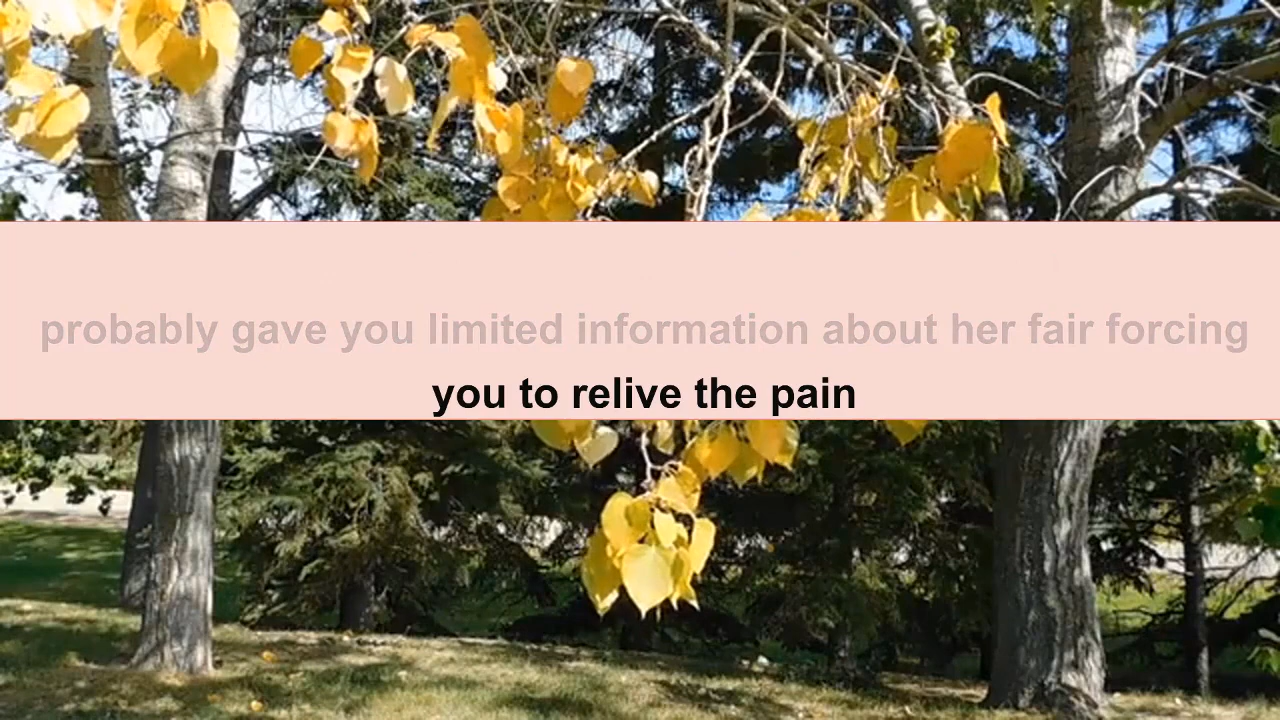 probably gave you limited information about her fair forcing
you to relive the pain